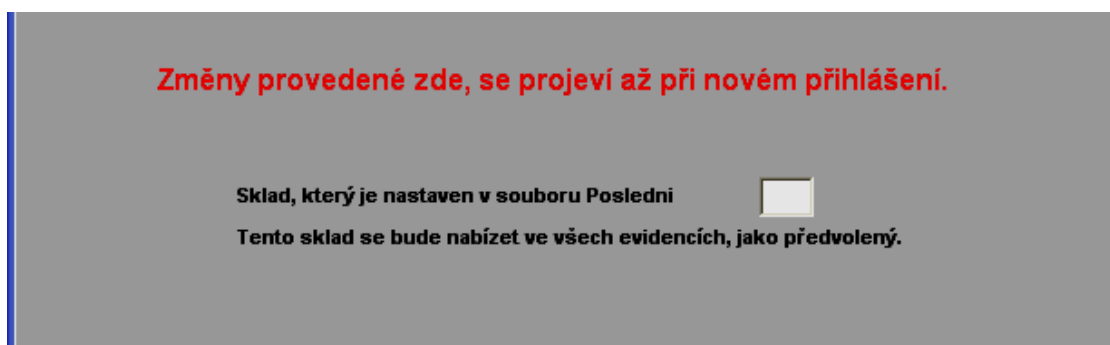 Změny provedené zde, se projeví až při novém přihlášení.
Sklad, který je nastaven v souboru Posledni
Tento sklad se bude nabízet ve všech evidencích, jako předvolený.